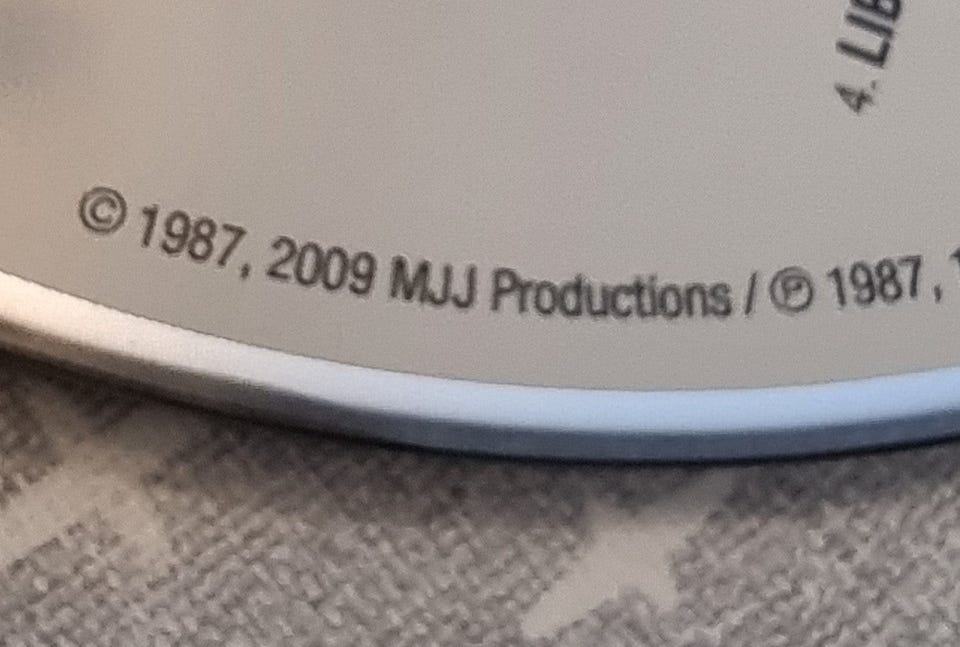 4. LIB
© 1987, 2009 MJJ Productions / ℗ 1987,